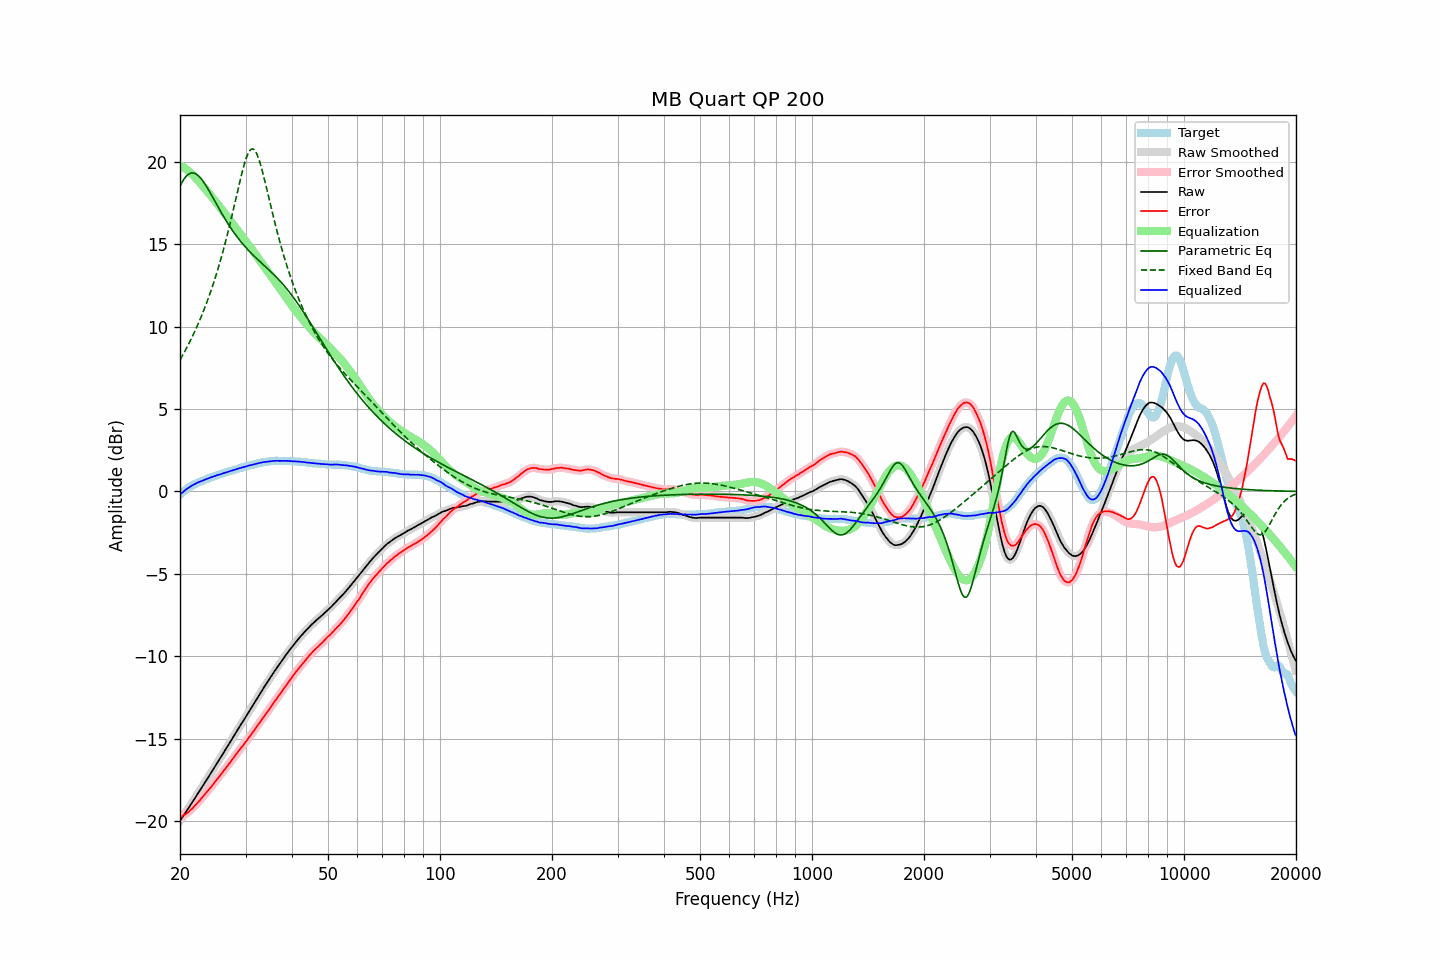 MB Quart QP 200
Target
Raw Smoothed
Error Smoothed
Raw
Error
Equalization
Parametric Eq
Fixed Band Eq
Equalized
20
15
10
5
0
−5
−10
−15
−20
Amplitude (dBr)
20
50
100
200
500
1000
2000
5000
10000
20000
Frequency (Hz)